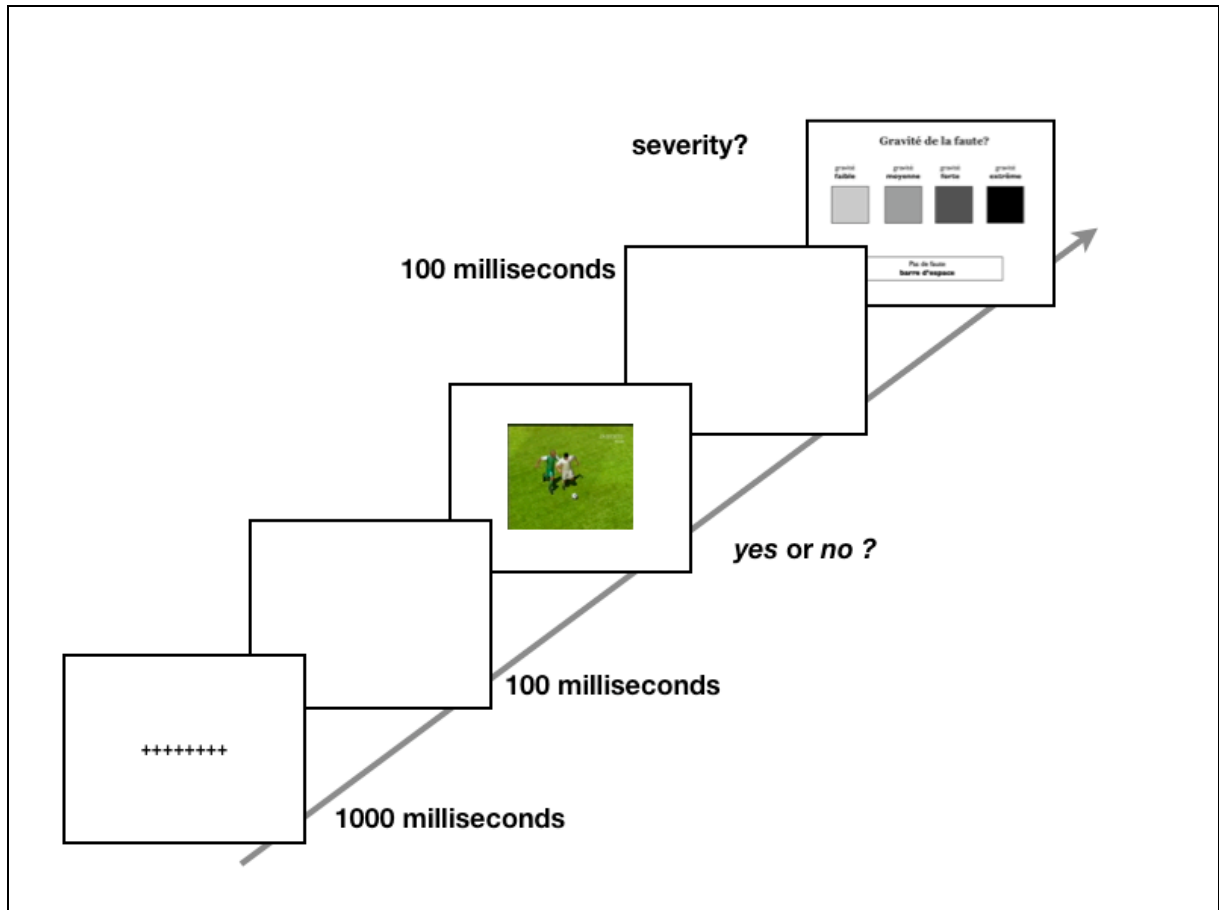 severity?
Gravité de la faute?
gravité gravité gravité gravité
faible moyenne forte extrême
Pas de faute
barre d'espace
100 milliseconds
yes or no ?
100 milliseconds
++++++++
1000 milliseconds